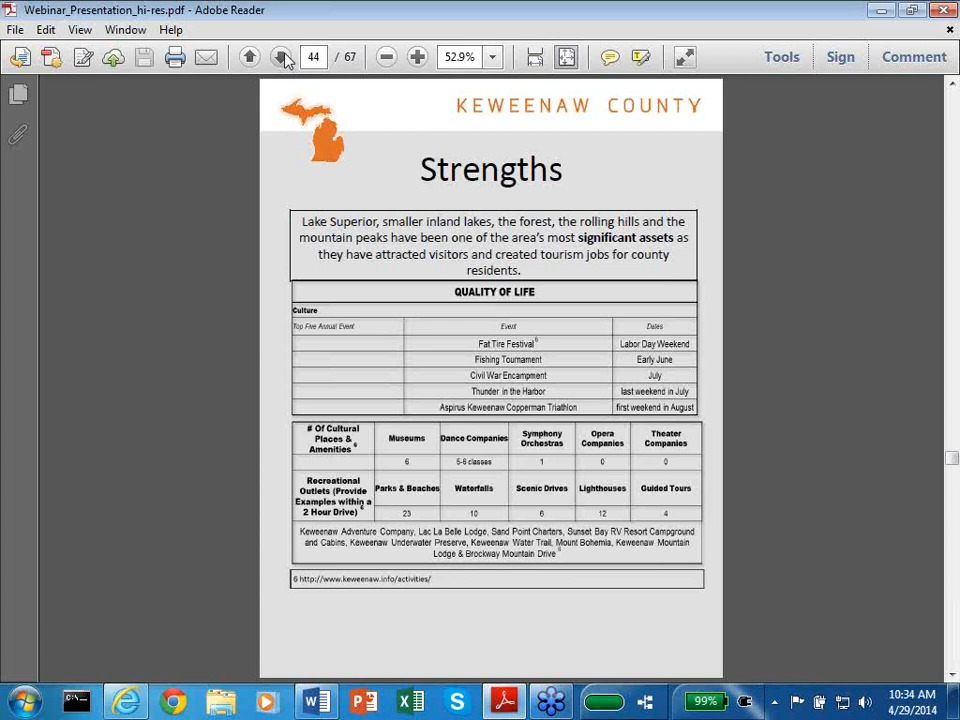 Webinar_Presentation_hi-res.pdf - Adobe Reader
File Edit View Window Help
44 / 67 52.9% Tools Sign Comment
KEWEENAW COUNTY
Strengths
Lake Superior, smaller inland lakes, the forest, the rolling hills and the
mountain peaks have been one of the area's most significant assets as
they have attracted visitors and created tourism jobs for county
residents.
QUALITY OF LIFE
Culture
Top Five Annual Event Event Dates
Fat Tire Festival 6 Labor Day Weekend
Fishing Tournament Early June
Civil War Encampment July
Thunder in the Harbor last weekend in July
Aspirus Keweenaw Copperman Triathlon first weekend in August
# Of Cultural
Places &
Amenities 6 Museums Dance Companies Symphony
Orchestras Opera
Companies Theater
Companies
6 5-6 classes 1 0 0
Recreational
Outlets (Provide
Examples within a
2 Hour Drive) 6 Parks & Beaches Waterfalls Scenic Drives Lighthouses Guided Tours
23 10 6 12 4
Keweenaw Adventure Company, Lac La Belle Lodge, Sand Point Charters, Sunset Bay RV Resort Campground
and Cabins, Keweenaw Underwater Preserve, Keweenaw Water Trail, Mount Bohemia, Keweenaw Mountain
Lodge & Brockway Mountain Drive 6
6 http://www.keweenaw.info/activities/
99%
10:34 AM
4/29/2014